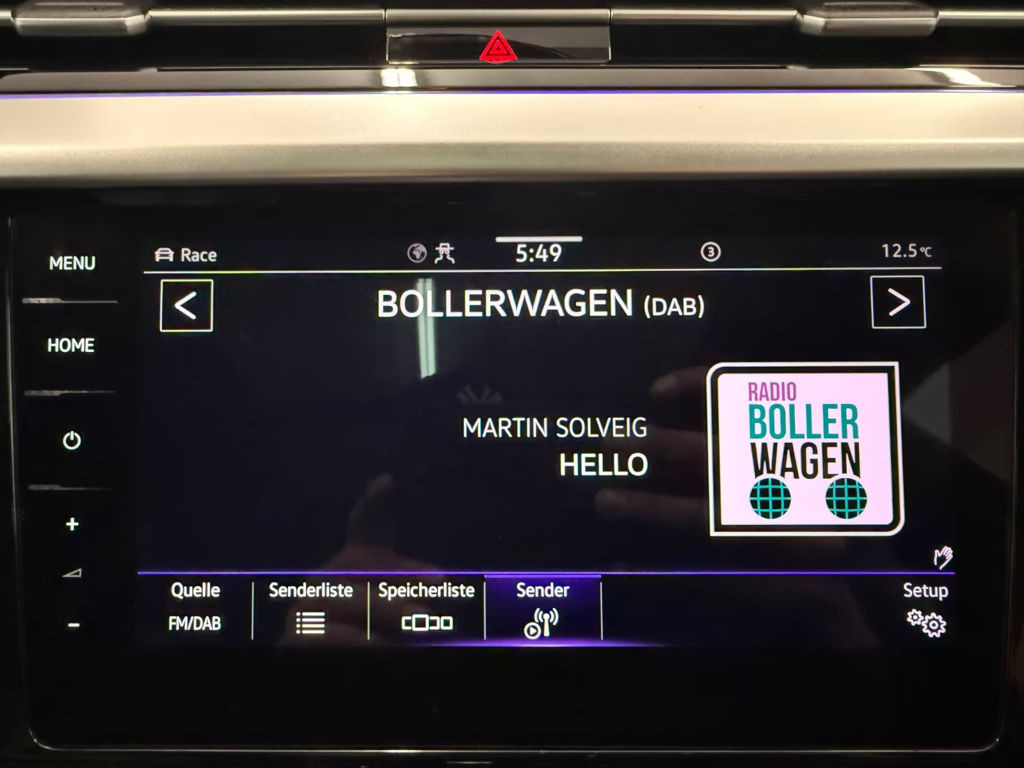 MENU
HOME
Race
5:49
3
12.5°C
<
BOLLERWAGEN (DAB)
>
MARTIN SOLVEIG
HELLO
RADIO
BOLLER
WAGEN
+
-
Quelle
FM/DAB
Senderliste
Speicherliste
Sender
Setup